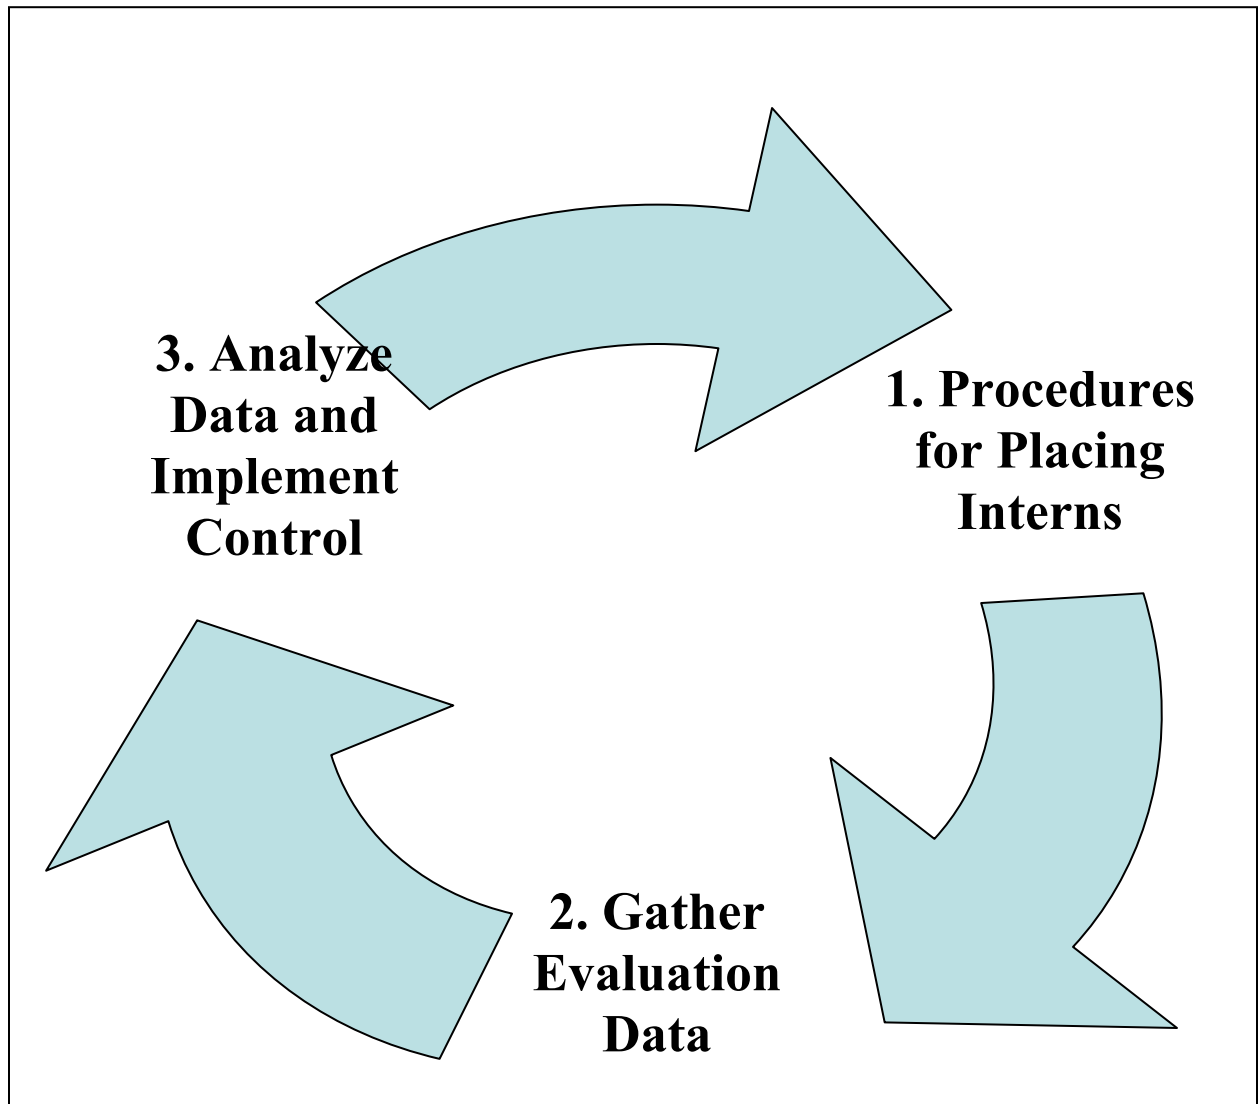 3. Analyze
Data and
Implement
Control
1. Procedures
for Placing
Interns
2. Gather
Evaluation
Data